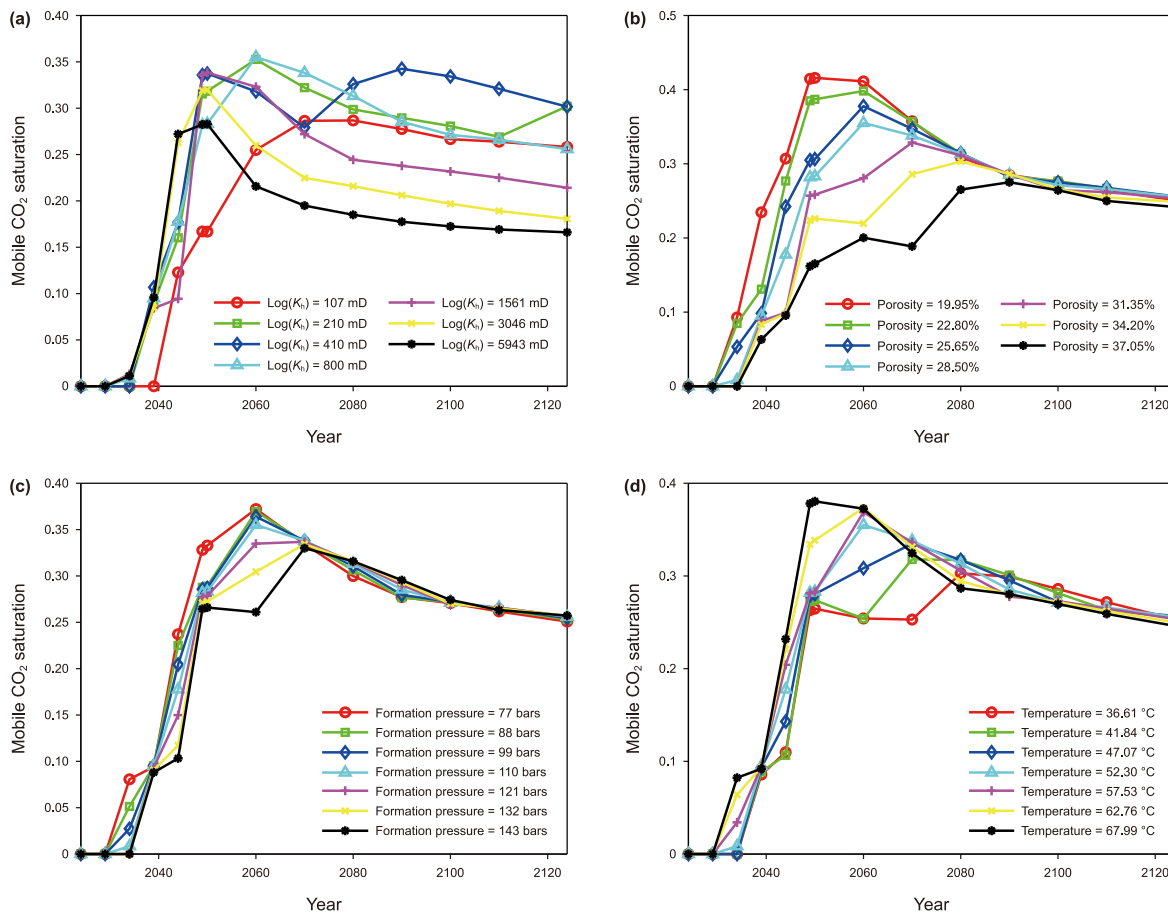 (a)
0.40
0.35
0.30
0.25
0.20
0.15
0.10
0.05
0
Mobile CO₂ saturation
Log(Kₕ) = 107 mD
Log(Kₕ) = 210 mD
Log(Kₕ) = 410 mD
Log(Kₕ) = 800 mD
Log(Kₕ) = 1561 mD
Log(Kₕ) = 3046 mD
Log(Kₕ) = 5943 mD
2040 2060 2080 2100 2120
Year
(b)
0.5
0.4
0.3
0.2
0.1
0
Mobile CO₂ saturation
Porosity = 19.95%
Porosity = 22.80%
Porosity = 25.65%
Porosity = 28.50%
Porosity = 31.35%
Porosity = 34.20%
Porosity = 37.05%
2040 2060 2080 2100 2120
Year
(c)
0.40
0.35
0.30
0.25
0.20
0.15
0.10
0.05
0
Mobile CO₂ saturation
Formation pressure = 77 bars
Formation pressure = 88 bars
Formation pressure = 99 bars
Formation pressure = 110 bars
Formation pressure = 121 bars
Formation pressure = 132 bars
Formation pressure = 143 bars
2040 2060 2080 2100 2120
Year
(d)
0.4
0.3
0.2
0.1
0
Mobile CO₂ saturation
Temperature = 36.61 °C
Temperature = 41.84 °C
Temperature = 47.07 °C
Temperature = 52.30 °C
Temperature = 57.53 °C
Temperature = 62.76 °C
Temperature = 67.99 °C
2040 2060 2080 2100 2120
Year